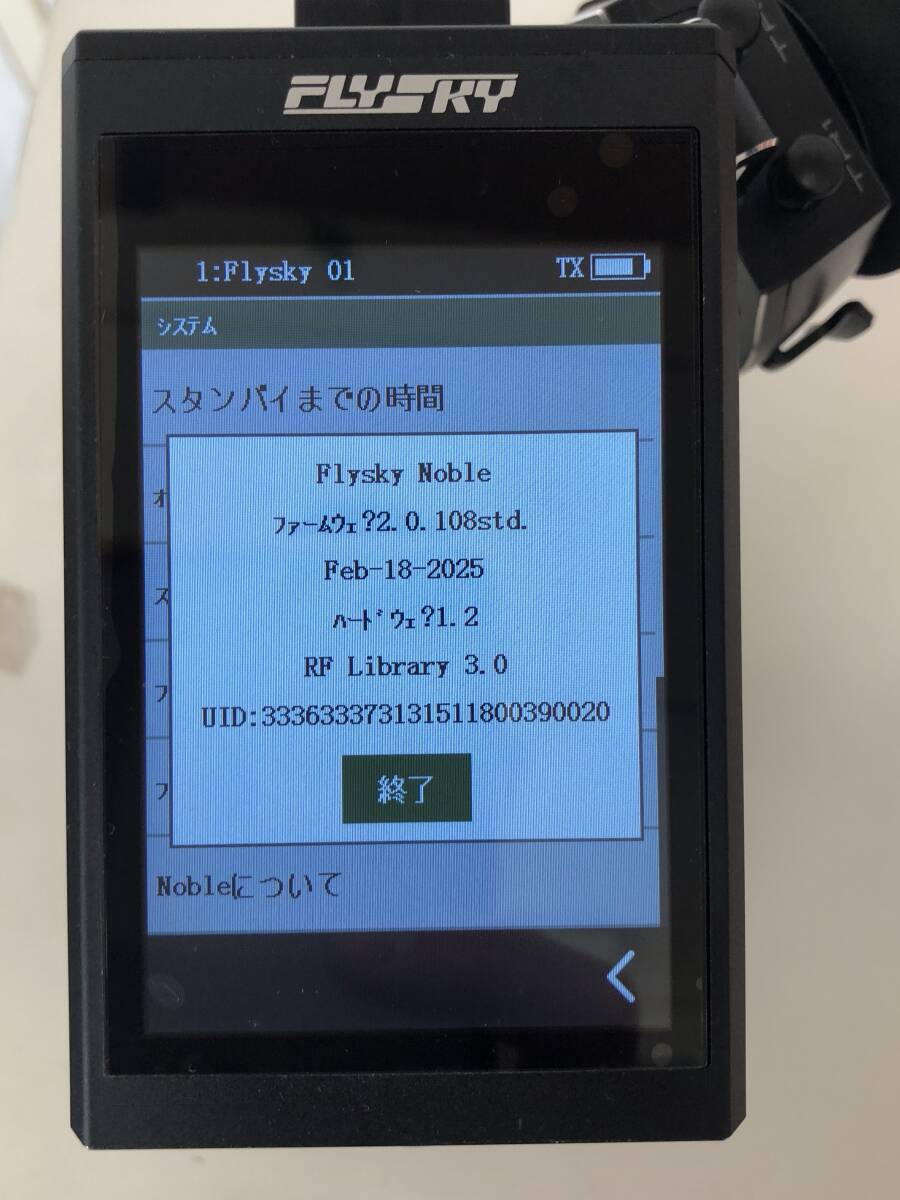 FLYSKY
1:Flysky 01
TX
システム
スタンバイまでの時間
Flysky Noble
ファームウェ?2.0.108std.
Feb-18-2025
ハードウェ?1.2
RF Library 3.0
UID:333633373131511800390020
終了
Nobleについて